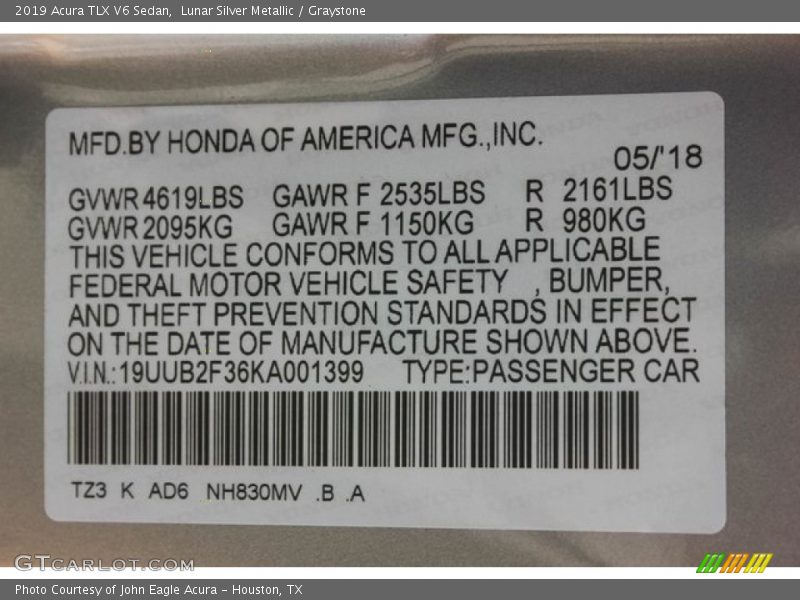 2019 Acura TLX V6 Sedan, Lunar Silver Metallic / Graystone
MFD.BY HONDA OF AMERICA MFG.,INC.
05/'18
GVWR 4619LBS GAWR F 2535LBS R 2161LBS
GVWR 2095KG GAWR F 1150KG R 980KG
THIS VEHICLE CONFORMS TO ALL APPLICABLE
FEDERAL MOTOR VEHICLE SAFETY , BUMPER,
AND THEFT PREVENTION STANDARDS IN EFFECT
ON THE DATE OF MANUFACTURE SHOWN ABOVE.
V.I.N.:19UUB2F36KA001399 TYPE:PASSENGER CAR
TZ3 K AD6 NH830MV .B .A
GTCARLOT.COM
Photo Courtesy of John Eagle Acura - Houston, TX